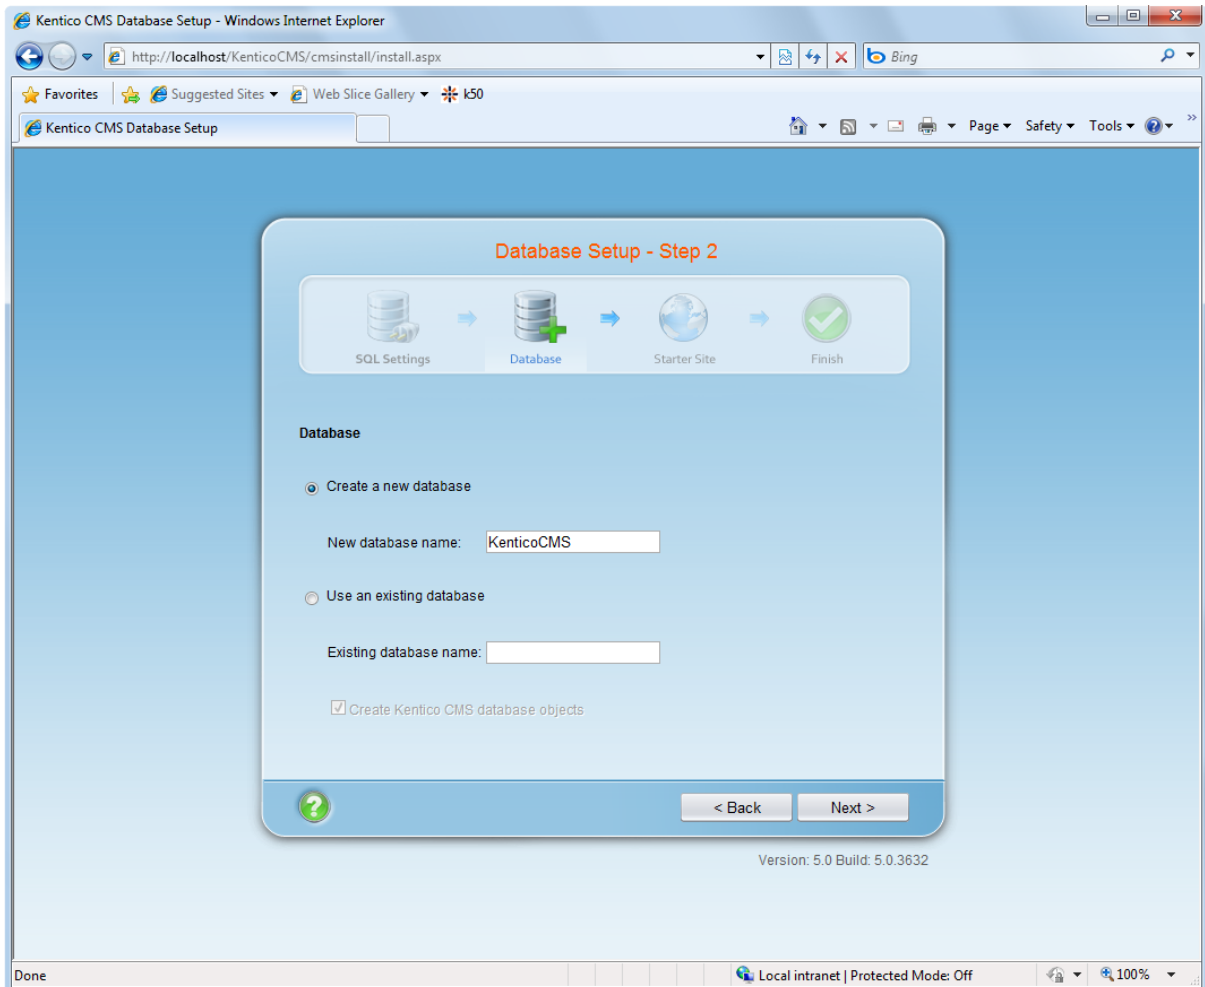 Kentico CMS Database Setup - Windows Internet Explorer
http://localhost/KenticoCMS/cmsinstall/install.aspx
Bing
Favorites Suggested Sites Web Slice Gallery k50
Kentico CMS Database Setup
Page Safety Tools »
Database Setup - Step 2
SQL Settings Database Starter Site Finish
Database
Create a new database
New database name: KenticoCMS
Use an existing database
Existing database name:
Create Kentico CMS database objects
< Back Next >
Version: 5.0 Build: 5.0.3632
Done Local intranet | Protected Mode: Off 100%